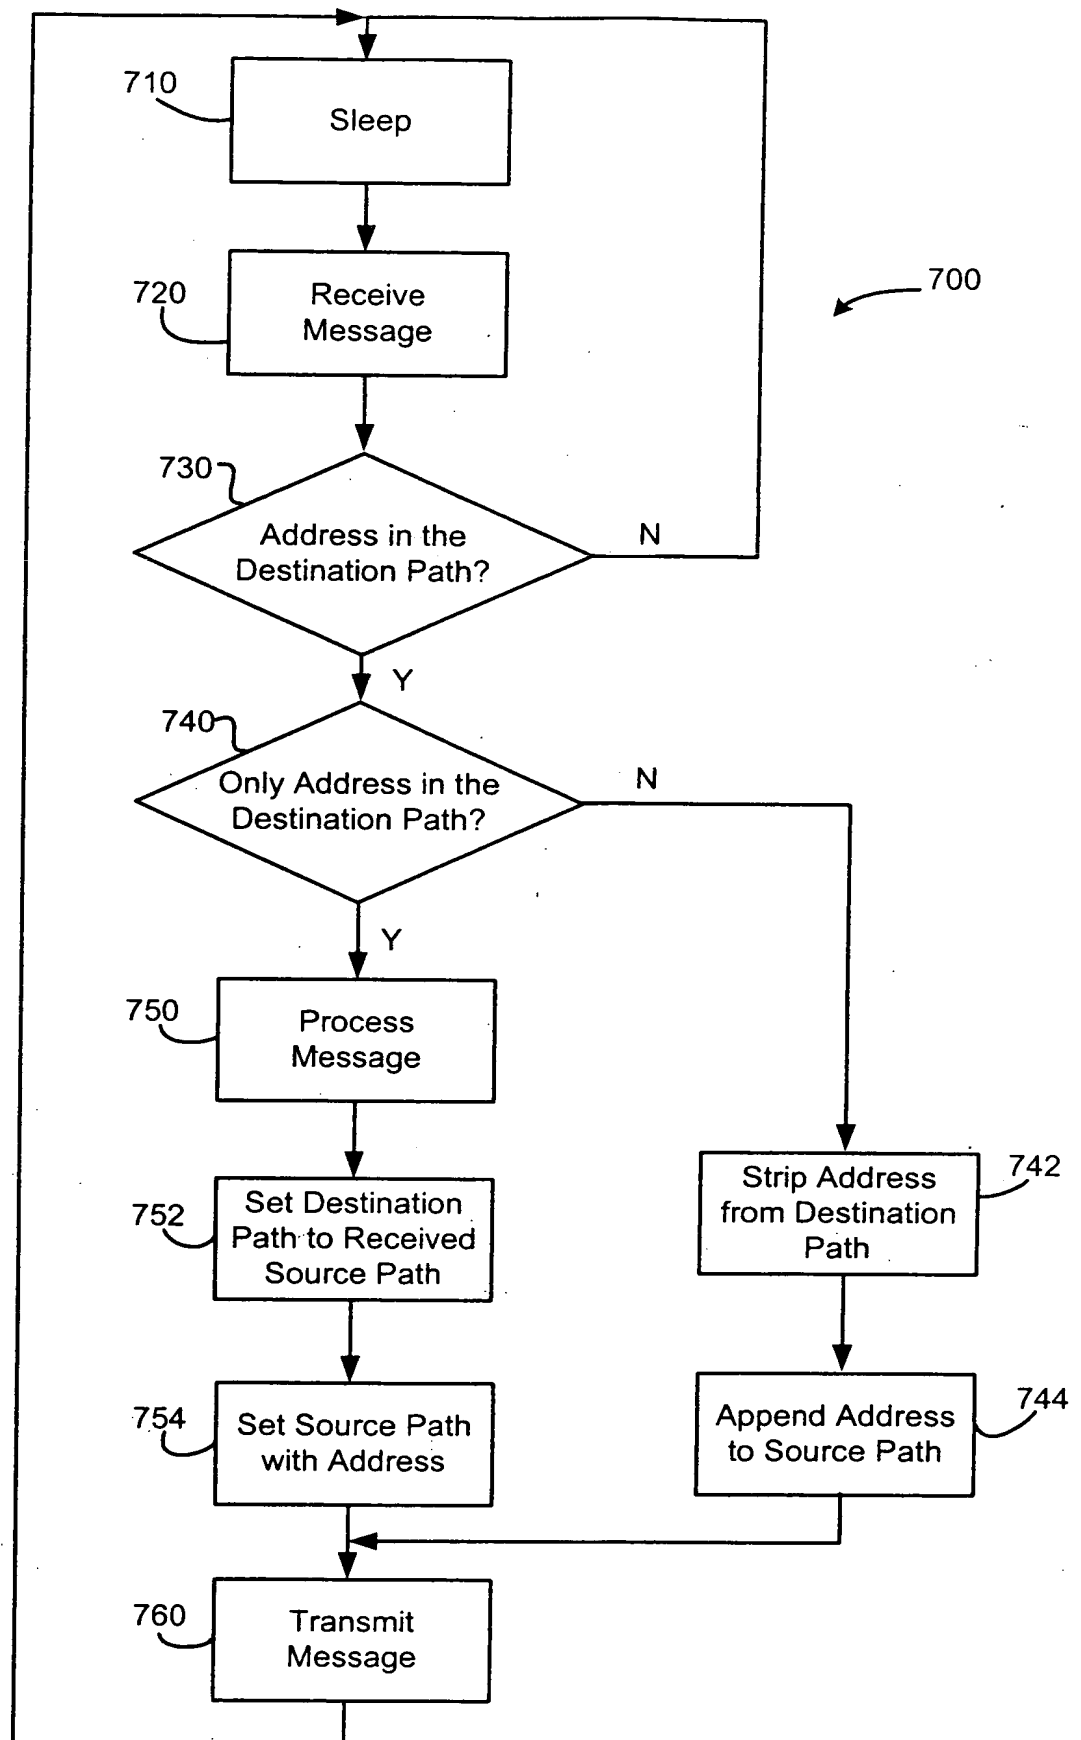 710
Sleep
700
720
Receive
Message
730
Address in the
Destination Path?
N
Y
740
Only Address in the
Destination Path?
N
Y
750
Process
Message
742
Strip Address
from Destination
Path
752
Set Destination
Path to Received
Source Path
744
Append Address
to Source Path
754
Set Source Path
with Address
760
Transmit
Message